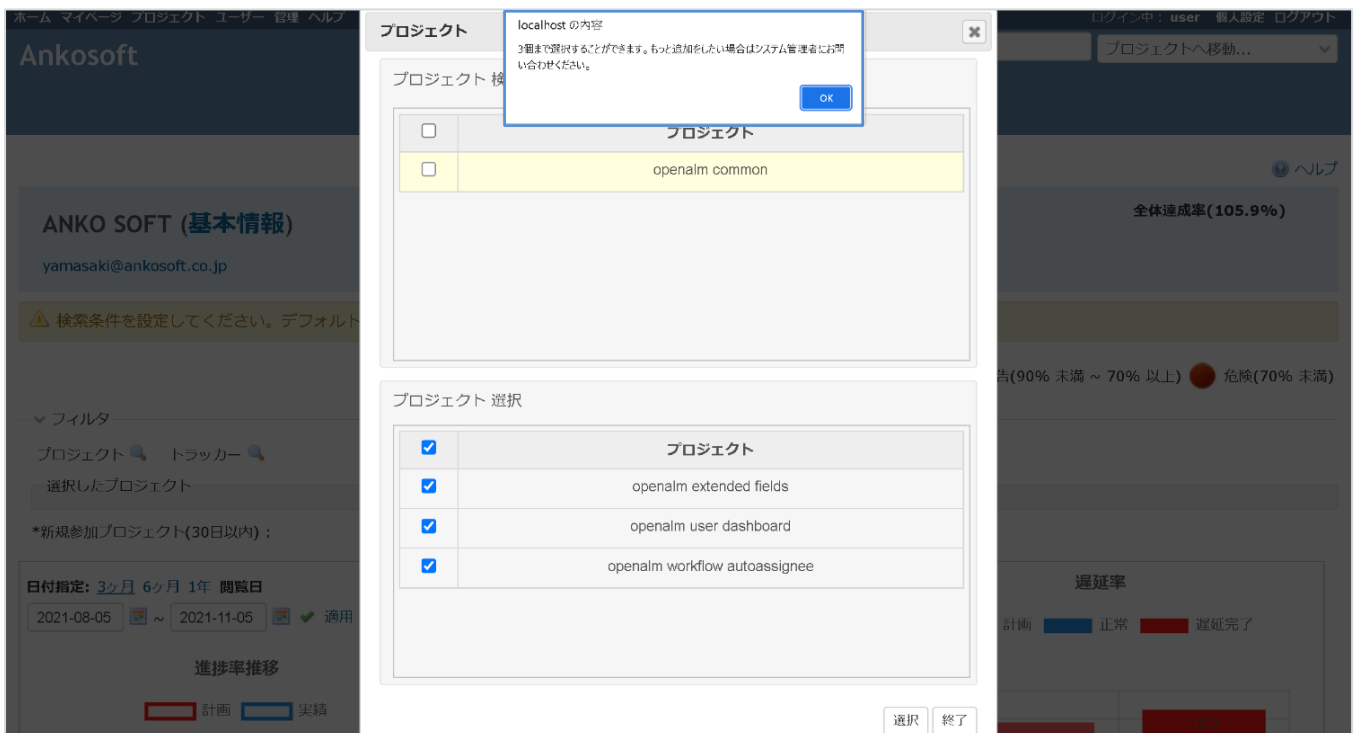 ホーム マイページ プロジェクト ユーザー 管理 ヘルプ
ログイン中 : user 個人設定 ログアウト
Ankosoft
プロジェクトへ移動...
プロジェクト
localhost の内容
3個まで選択することができます。もっと追加をしたい場合はシステム管理者にお問
い合わせください。
OK
プロジェクト 検
プロジェクト
openalm common
ヘルプ
ANKO SOFT (基本情報)
全体達成率(105.9%)
yamasaki@ankosoft.co.jp
検索条件を設定してください。デフォルト
告(90% 未満 ~ 70% 以上) 危険(70% 未満)
プロジェクト 選択
フィルタ
プロジェクト トラッカー
選択したプロジェクト
プロジェクト
openalm extended fields
openalm user dashboard
openalm workflow autoassignee
*新規参加プロジェクト(30日以内) :
日付指定: 3ヶ月 6ヶ月 1年 閲覧日
2021-08-05 ~ 2021-11-05 適用
遅延率
計画 正常 遅延完了
進捗率推移
計画 実績
選択 終了